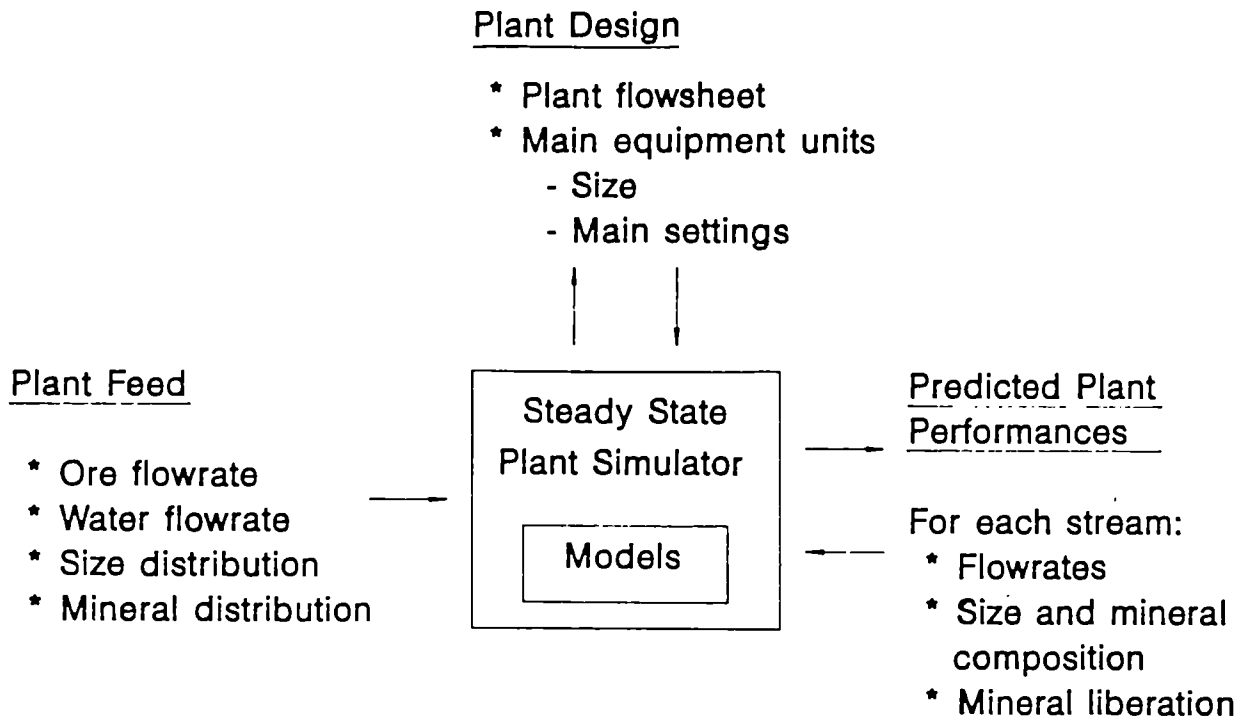 Plant Design
* Plant flowsheet
* Main equipment units
- Size
- Main settings
Plant Feed
* Ore flowrate
* Water flowrate
* Size distribution
* Mineral distribution
Steady State
Plant Simulator
Models
Predicted Plant
Performances
For each stream:
* Flowrates
* Size and mineral
composition
* Mineral liberation